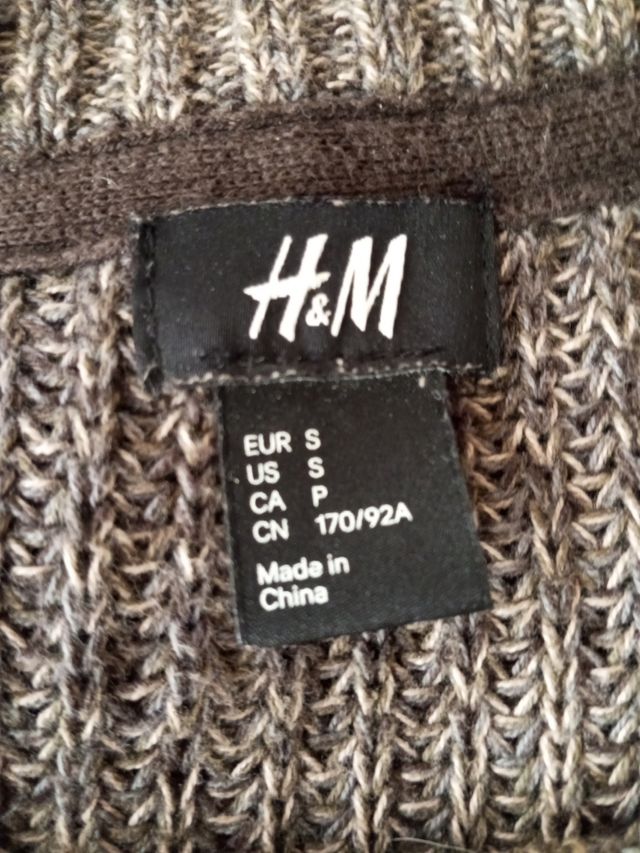 H&M
EUR S
US S
CA P
CN 170/92A
Made in
China